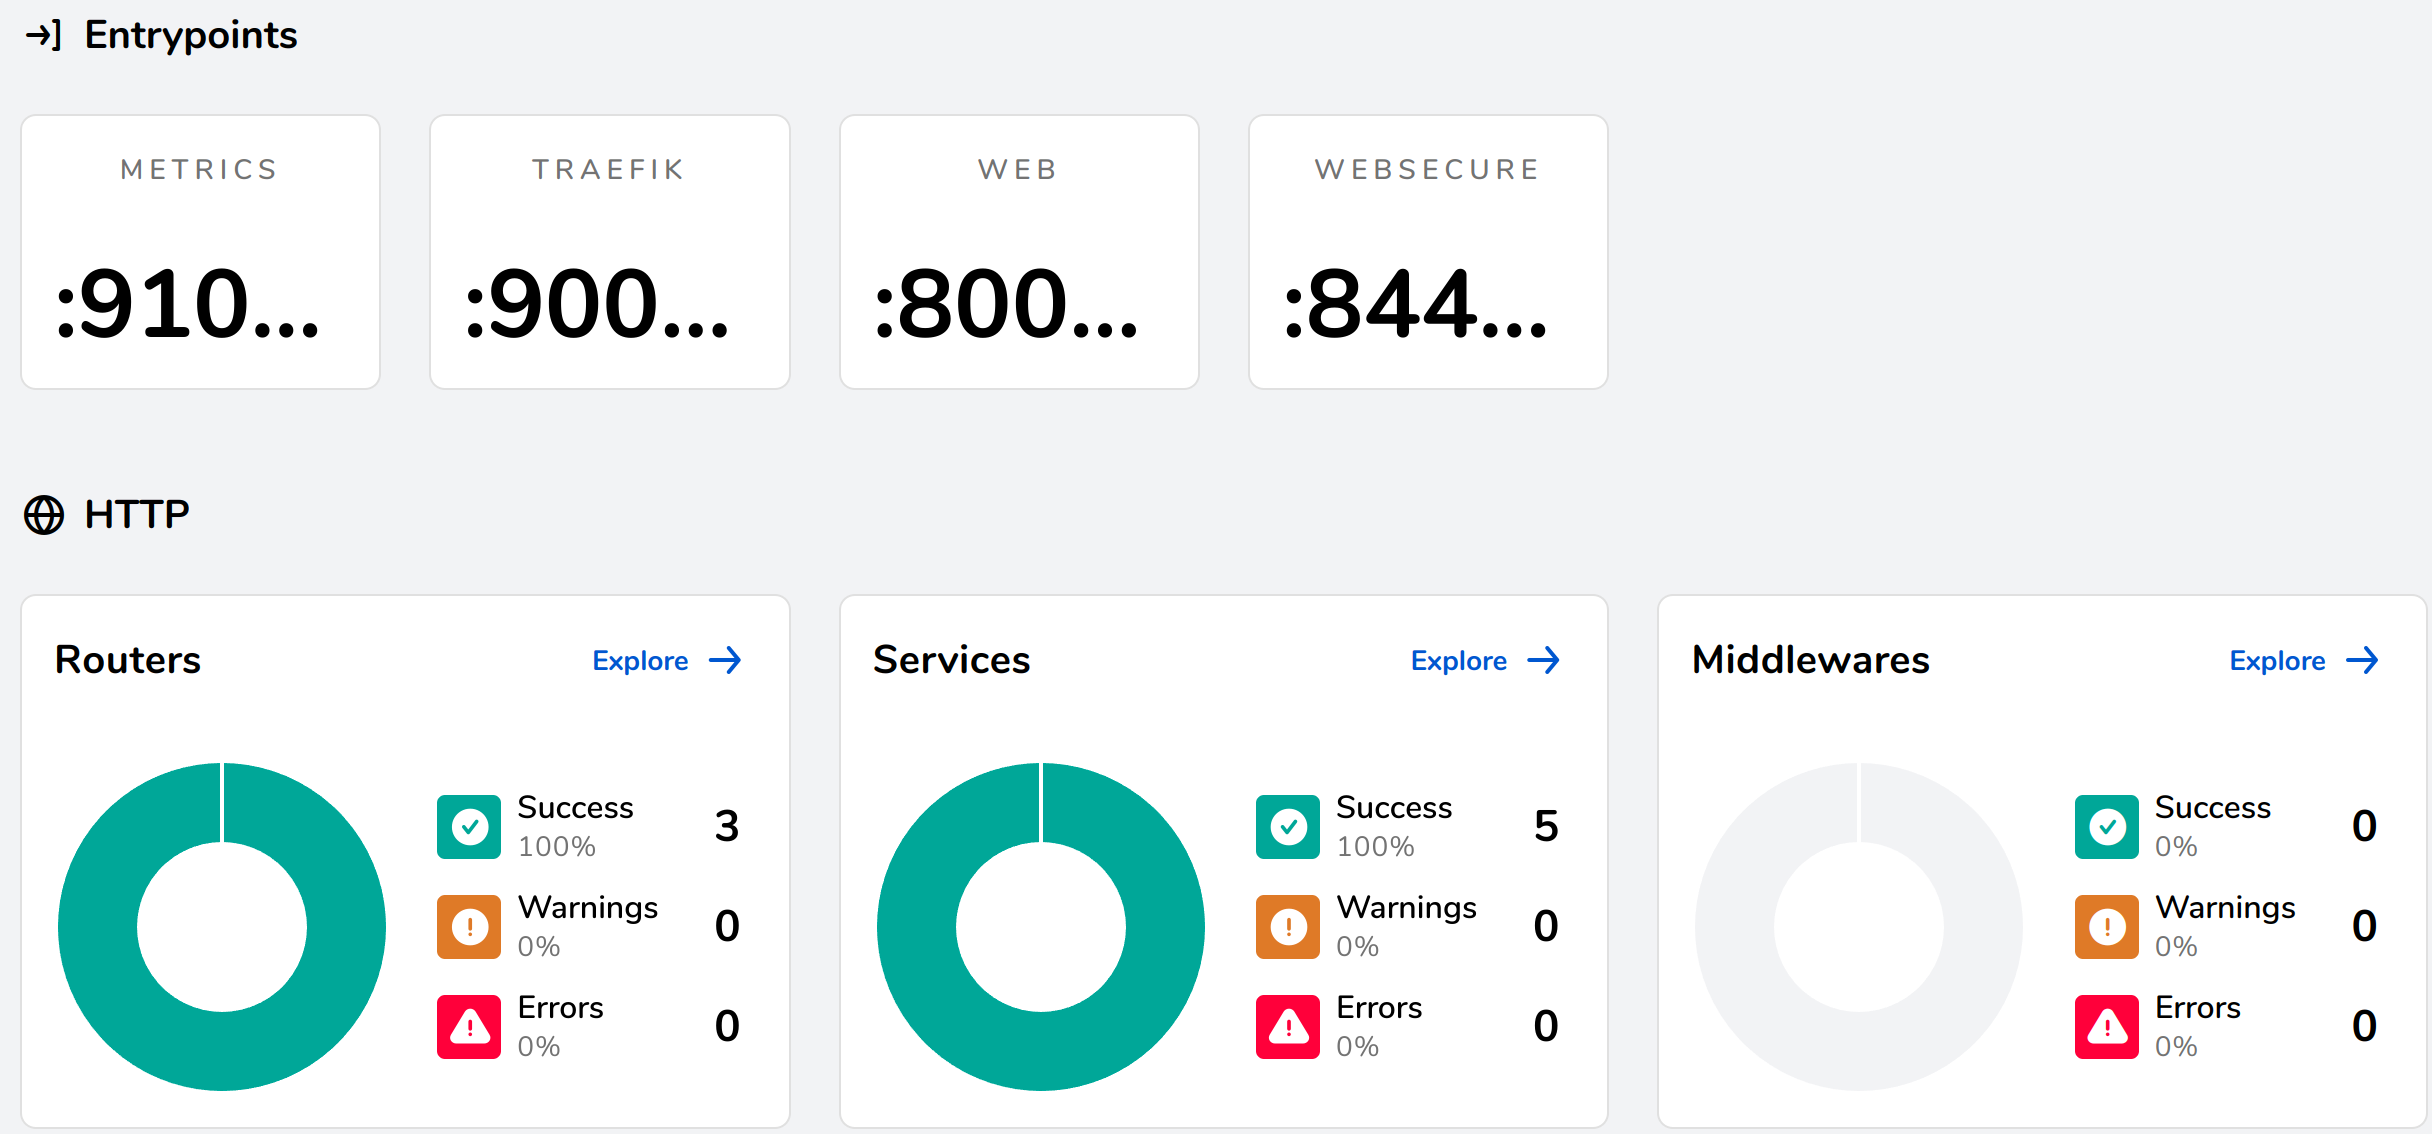 Entrypoints
METRICS
TRAEFIK
WEB
WEBSECURE
:910...
:900...
:800...
:844...
HTTP
Routers
Explore
Success
100%
3
Warnings
0%
0
Errors
0%
0
Services
Explore
Success
100%
5
Warnings
0%
0
Errors
0%
0
Middlewares
Explore
Success
0%
0
Warnings
0%
0
Errors
0%
0